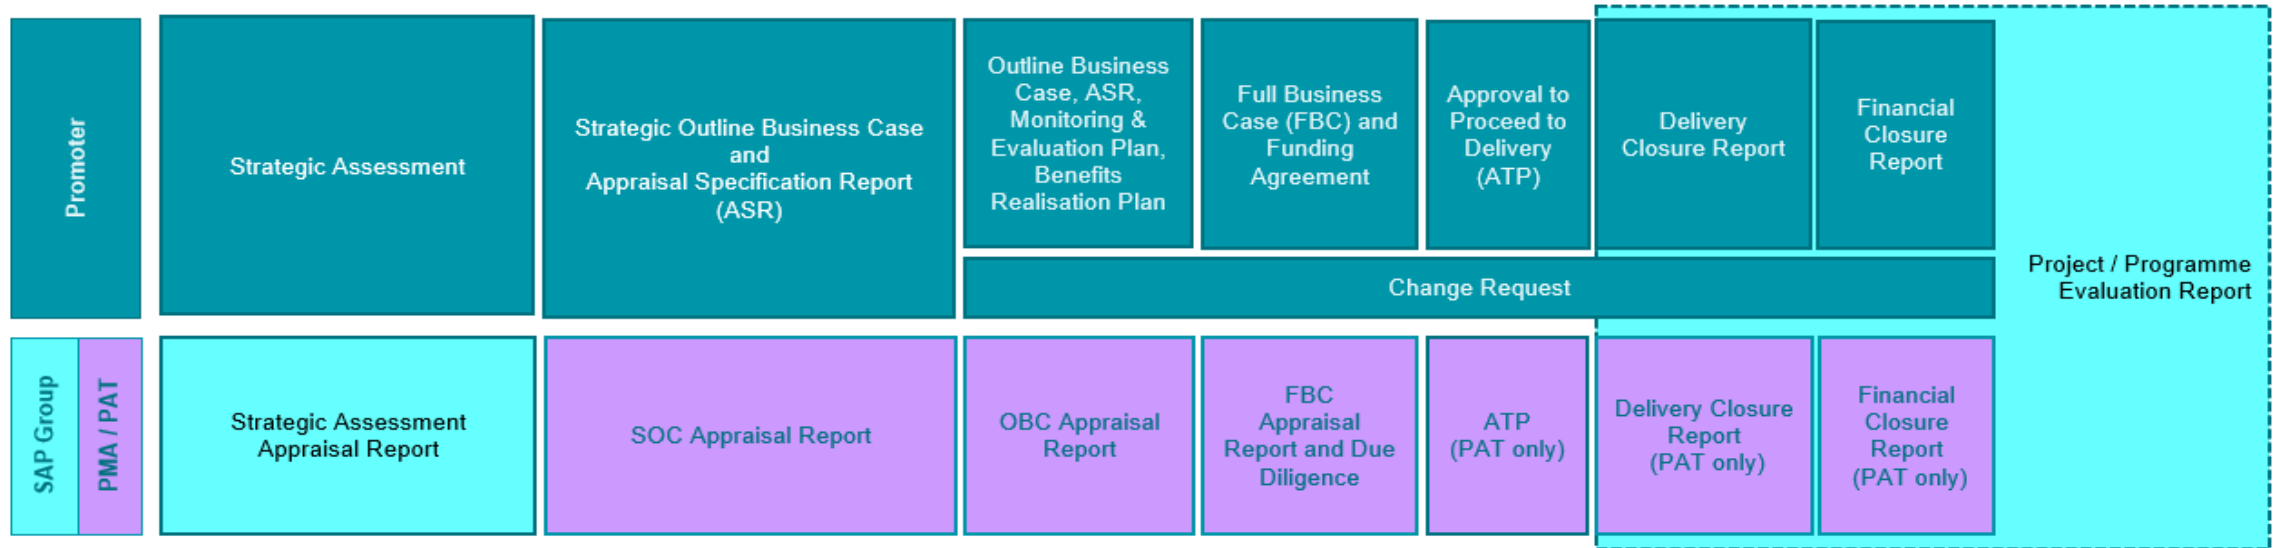 Promoter
Strategic Assessment
Strategic Outline Business Case
and
Appraisal Specification Report
(ASR)
Outline Business
Case, ASR,
Monitoring &
Evaluation Plan,
Benefits
Realisation Plan
Full Business
Case (FBC) and
Funding
Agreement
Approval to
Proceed to
Delivery
(ATP)
Delivery
Closure Report
Financial
Closure
Report
Change Request
Project / Programme
Evaluation Report
SAP Group
PMA / PAT
Strategic Assessment
Appraisal Report
SOC Appraisal Report
OBC Appraisal
Report
FBC
Appraisal
Report and Due
Diligence
ATP
(PAT only)
Delivery Closure
Report
(PAT only)
Financial
Closure
Report
(PAT only)